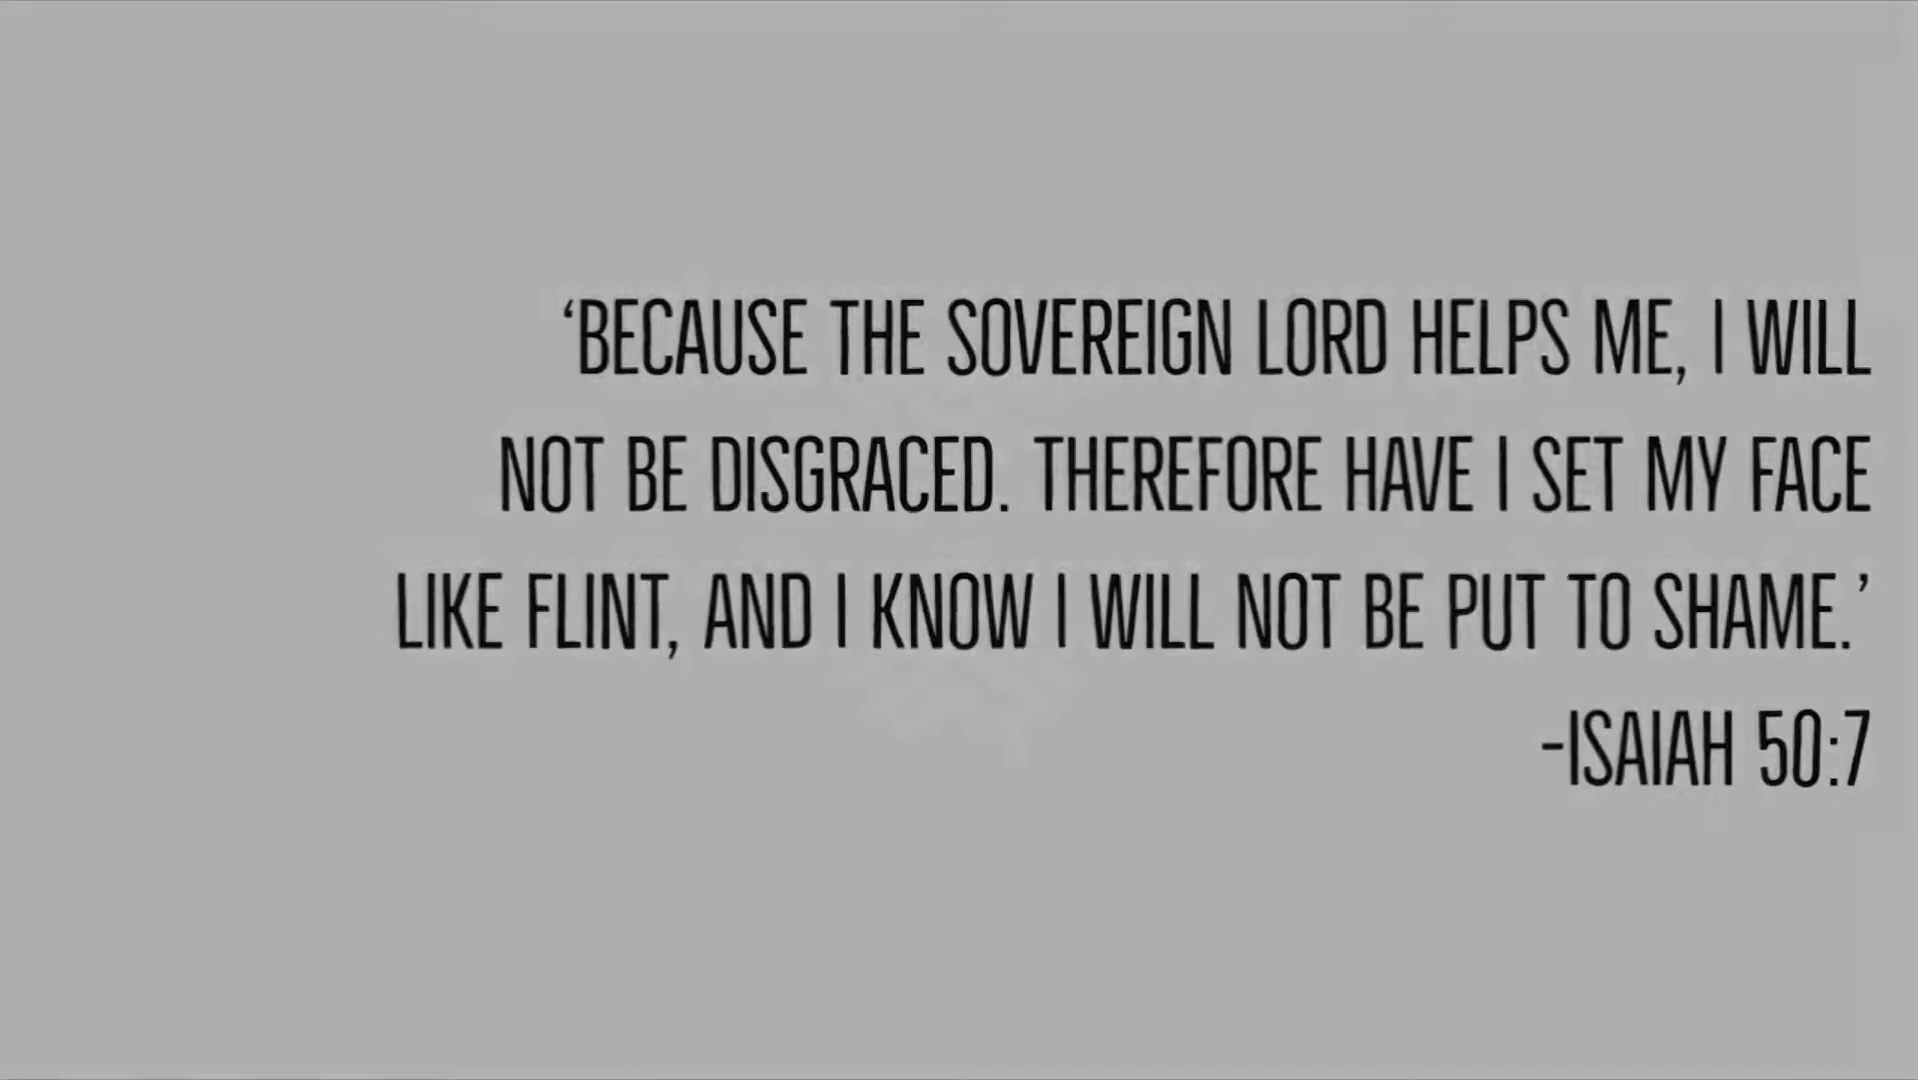 ‘BECAUSE THE SOVEREIGN LORD HELPS ME, I WILL
NOT BE DISGRACED. THEREFORE HAVE I SET MY FACE
LIKE FLINT, AND I KNOW I WILL NOT BE PUT TO SHAME.’
-ISAIAH 50:7